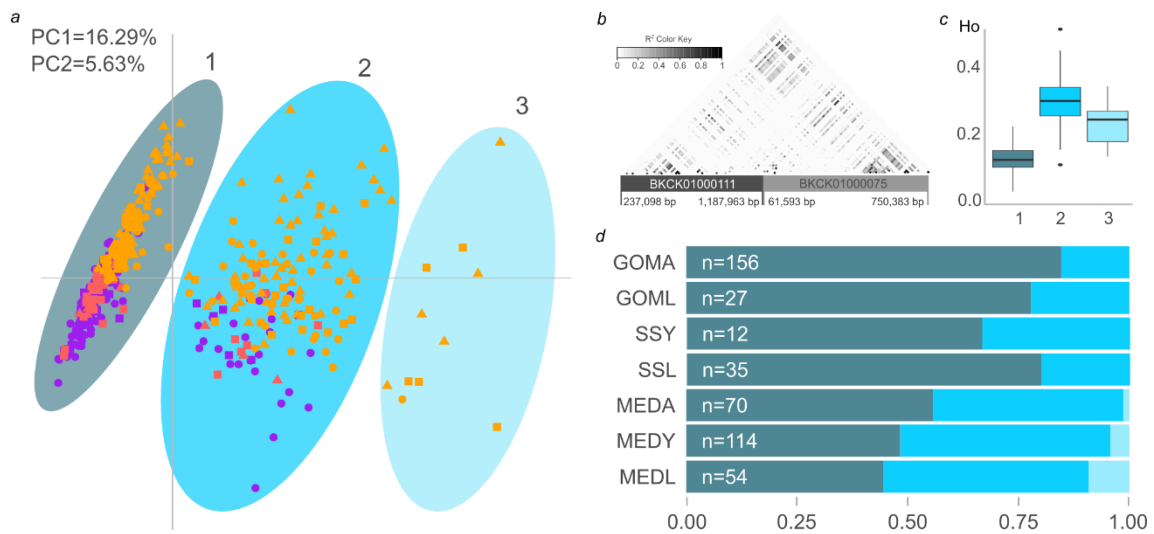 a
PC1=16.29%
PC2=5.63%
1
2
3
b
R² Color Key
0 0.2 0.4 0.6 0.8 1
BKCK01000111 BKCK01000075
237,098 bp 1,187,963 bp 61,593 bp 750,383 bp
c
Ho
0.4
0.2
0.0
1 2 3
d
GOMA n=156
GOML n=27
SSY n=12
SSL n=35
MEDA n=70
MEDY n=114
MEDL n=54
0.00 0.25 0.50 0.75 1.00